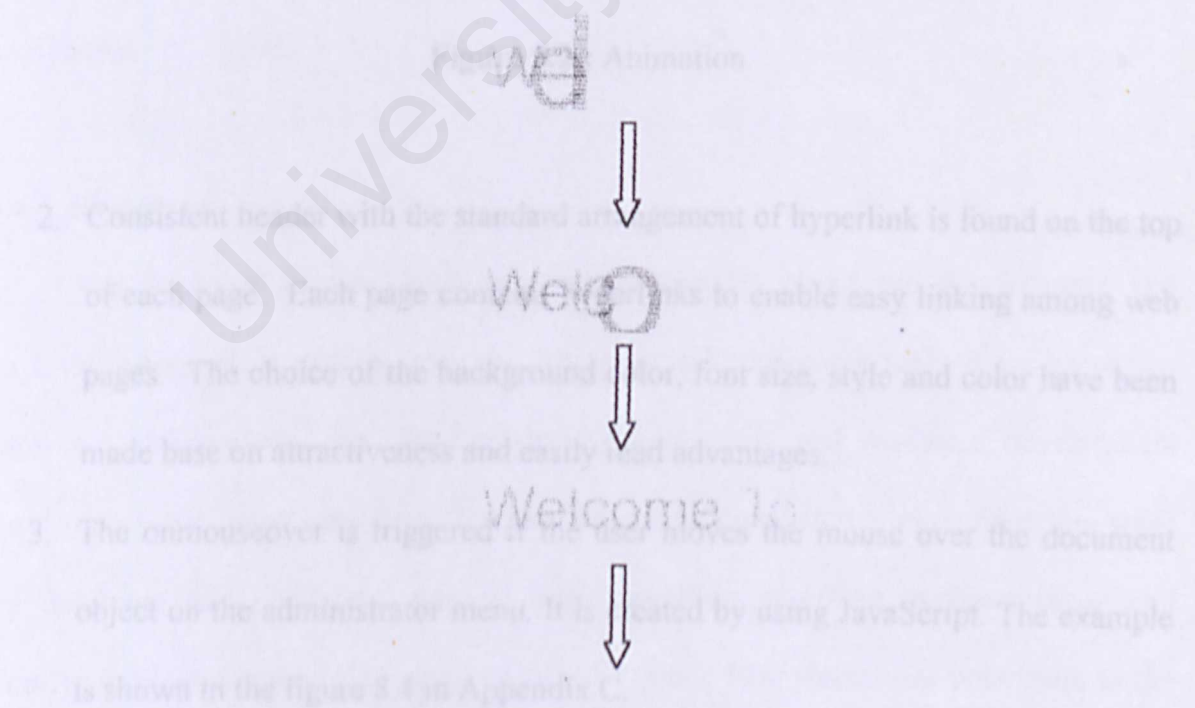 University
Wel
Animation
2. Consistent header with the standard arrangement of hyperlink is found on the top
Welc O
of each page. Each page contains hyperlinks to enable easy linking among web
pages. The choice of the background color, font size, style and color have been
made base on attractiveness and easily read advantages.
Welcome To
3. The onmouseover is triggered if the user moves the mouse over the document
object on the administrator menu. It is created by using JavaScript. The example
is shown in the figure 8.4 in Appendix C.